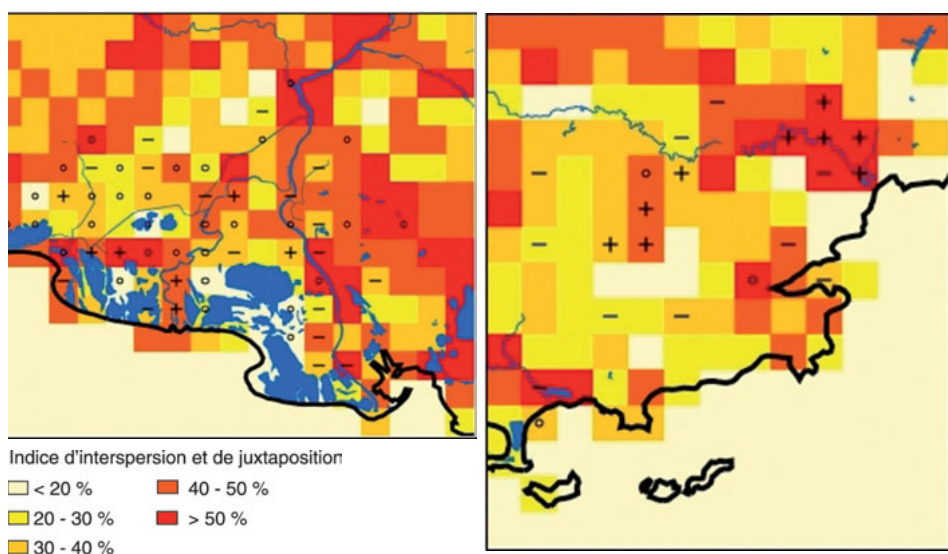 Indice d'interspersion et de juxtaposition
< 20 %
20 - 30 %
30 - 40 %
40 - 50 %
> 50 %